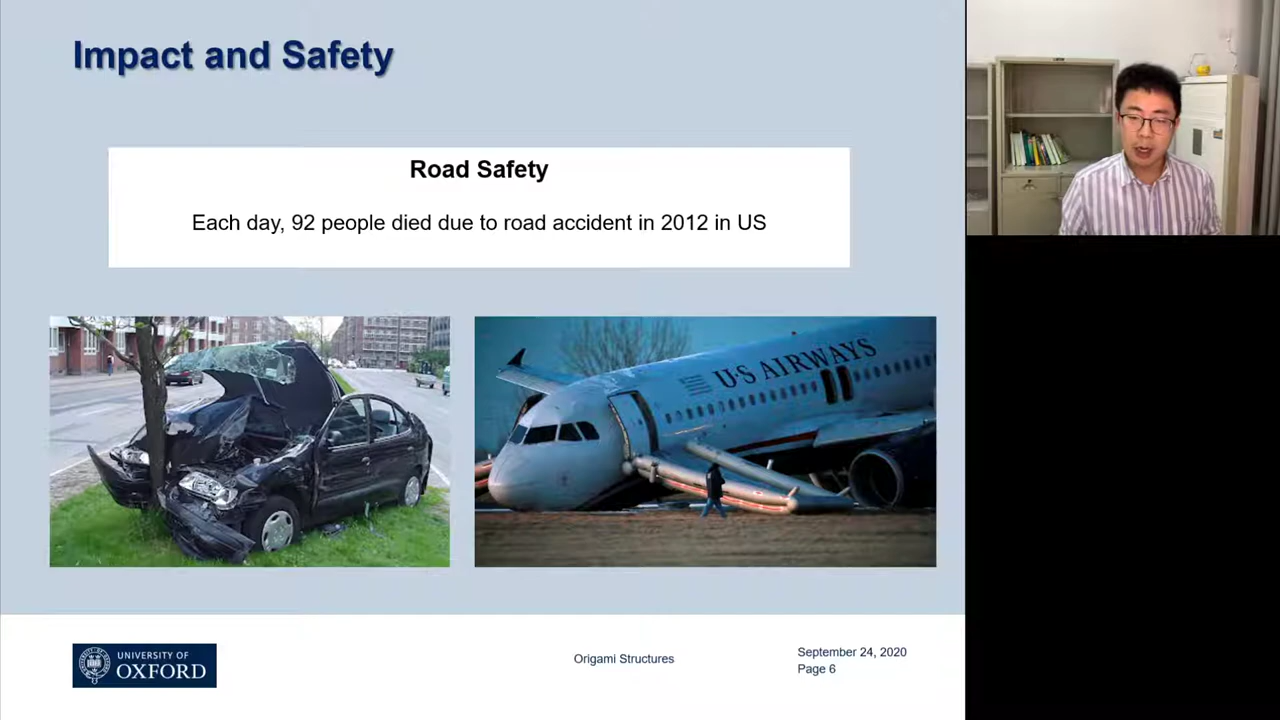 Impact and Safety
Road Safety
Each day, 92 people died due to road accident in 2012 in US
U·S AIRWAYS
UNIVERSITY OF
OXFORD
Origami Structures
September 24, 2020
Page 6